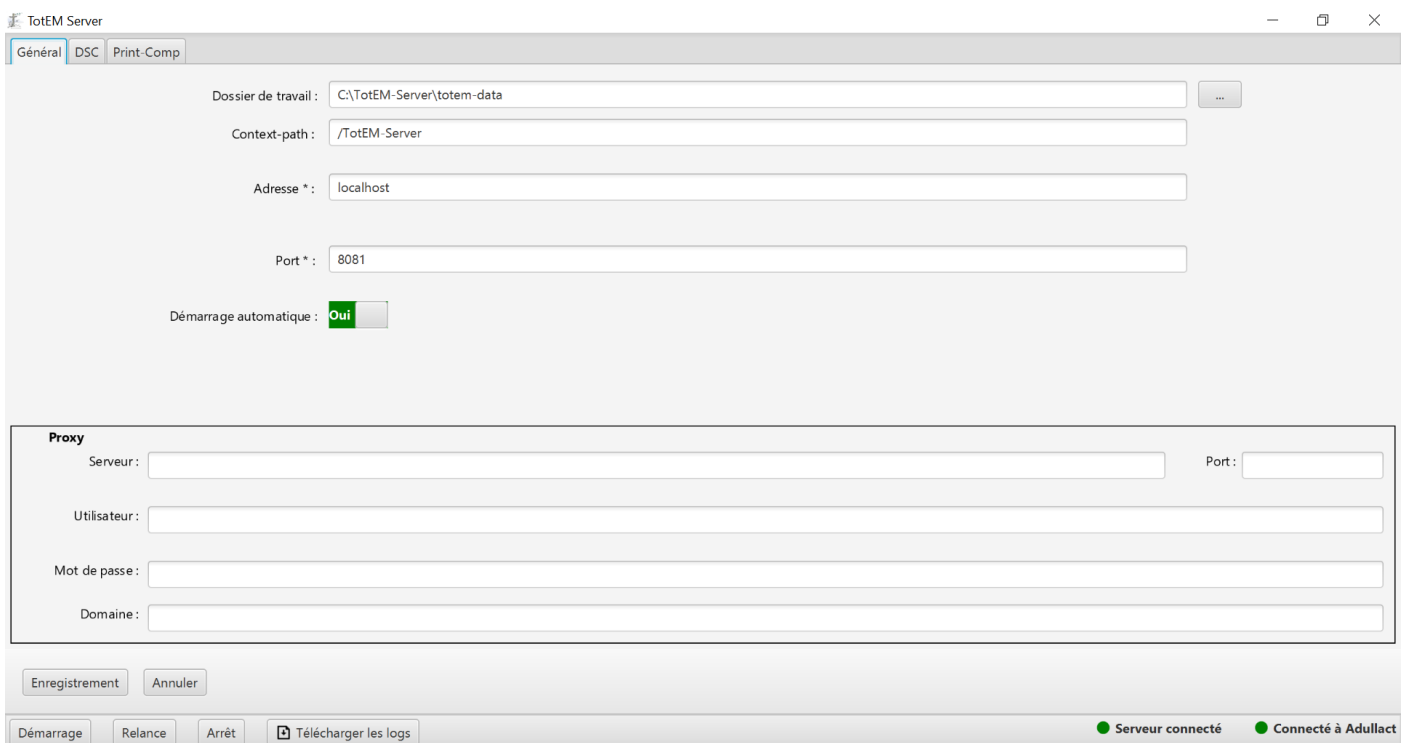 TotEM Server
Général DSC Print-Comp
Dossier de travail : C:\TotEM-Server\totem-data ...
Context-path : /TotEM-Server
Adresse * : localhost
Port * : 8081
Démarrage automatique : Oui
Proxy
Serveur : Port :
Utilisateur :
Mot de passe :
Domaine :
Enregistrement Annuler
Démarrage Relance Arrêt Télécharger les logs Serveur connecté Connecté à Adullact